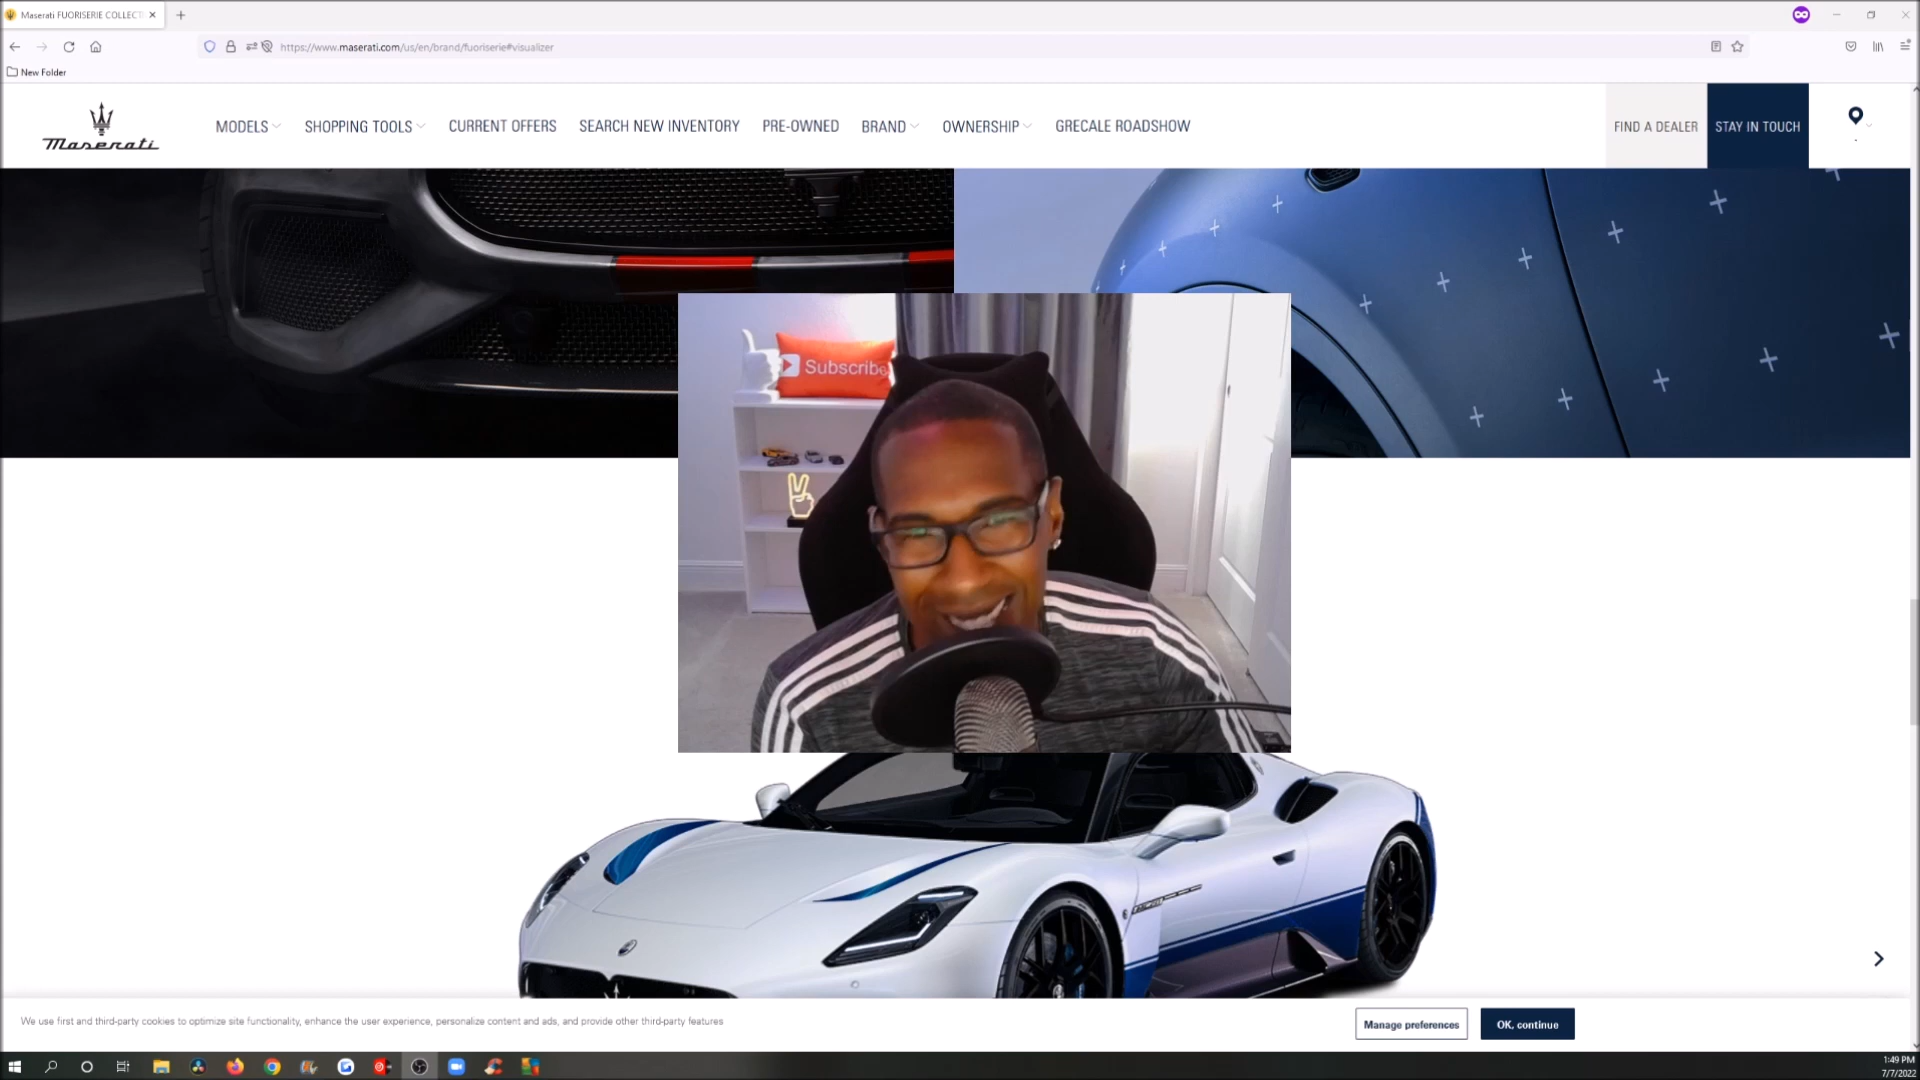 Maserati FUORISERIE COLLECT
https://www.maserati.com/us/en/brand/fuoriserie#visualizer
New Folder
Maserati
MODELS SHOPPING TOOLS CURRENT OFFERS SEARCH NEW INVENTORY PRE-OWNED BRAND OWNERSHIP GRECALE ROADSHOW FIND A DEALER STAY IN TOUCH
Subscribe
We use first and third-party cookies to optimize site functionality, enhance the user experience, personalize content and ads, and provide other third-party features
Manage preferences OK, continue
1:49 PM
7/7/2022